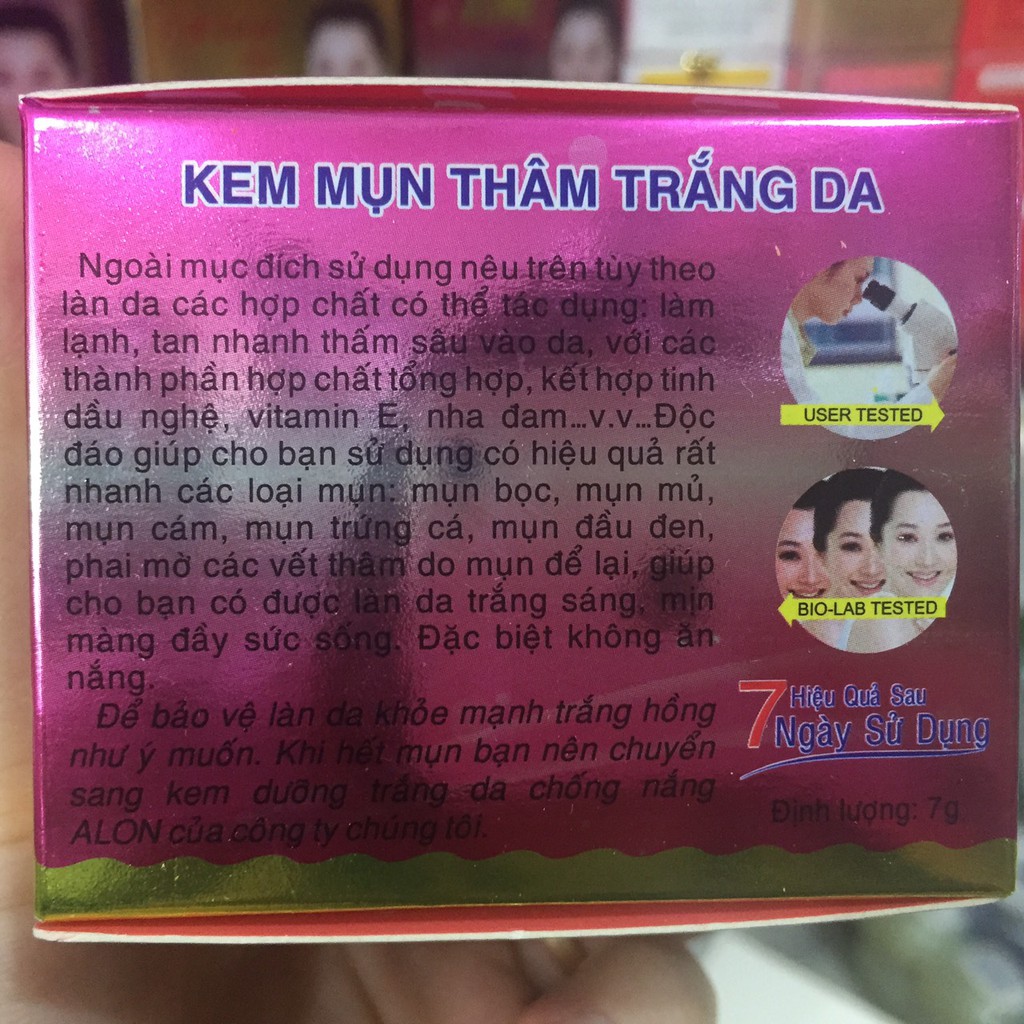 KEM MỤN THÂM TRẮNG DA
Ngoài mục đích sử dụng nêu trên tùy theo
làn da các hợp chất có thể tác dụng: làm
lạnh, tan nhanh thấm sâu vào da, với các
thành phần hợp chất tổng hợp, kết hợp tinh
dầu nghệ, vitamin E, nha đam...v.v...Độc
đáo giúp cho bạn sử dụng có hiệu quả rất
nhanh các loại mụn: mụn bọc, mụn mủ,
mụn cám, mụn trứng cá, mụn đầu đen,
phai mờ các vết thâm do mụn để lại, giúp
cho bạn có được làn da trắng sáng, mịn
màng đầy sức sống. Đặc biệt không ăn
nắng.
Để bảo vệ làn da khỏe mạnh trắng hồng
như ý muốn. Khi hết mụn bạn nên chuyển
sang kem dưỡng trắng da chống nắng
ALON của công ty chúng tôi.
USER TESTED
BIO-LAB TESTED
Hiệu Quả Sau
7 Ngày Sử Dụng
Định lượng: 7g